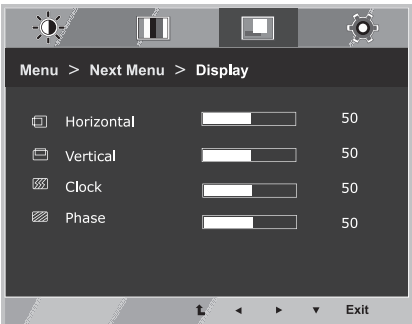 Menu > Next Menu > Display
Horizontal 50
Vertical 50
Clock 50
Phase 50
Exit